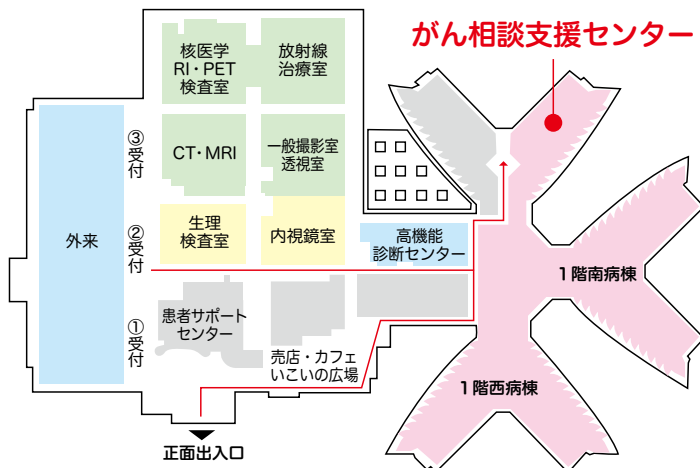 がん相談支援センター
核医学
RI・PET
検査室
放射線
治療室
③受付
CT・MRI
一般撮影室
透視室
外来
②受付
生理
検査室
内視鏡室
高機能
診断センター
1階南病棟
①受付
患者サポート
センター
売店・カフェ
いこいの広場
1階西病棟
正面出入口